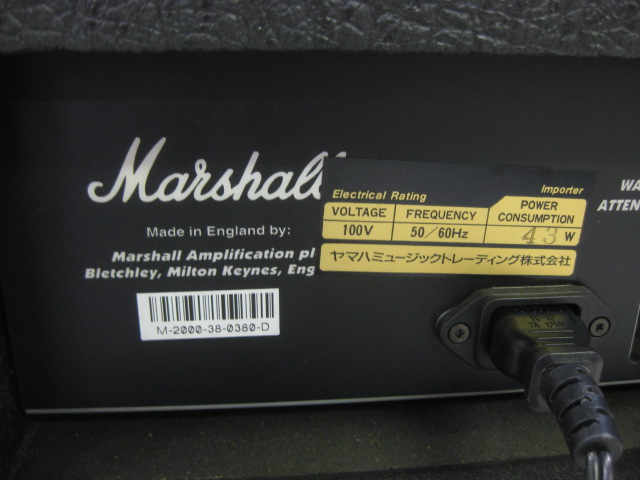 Marshall
Made in England by:
Marshall Amplification pl
Bletchley, Milton Keynes, Eng
M-2000-38-0380-D
Electrical Rating Importer
VOLTAGE FREQUENCY POWER CONSUMPTION
100V 50/60Hz 43 W
ヤマハミュージックトレーディング株式会社
WA
ATTEN